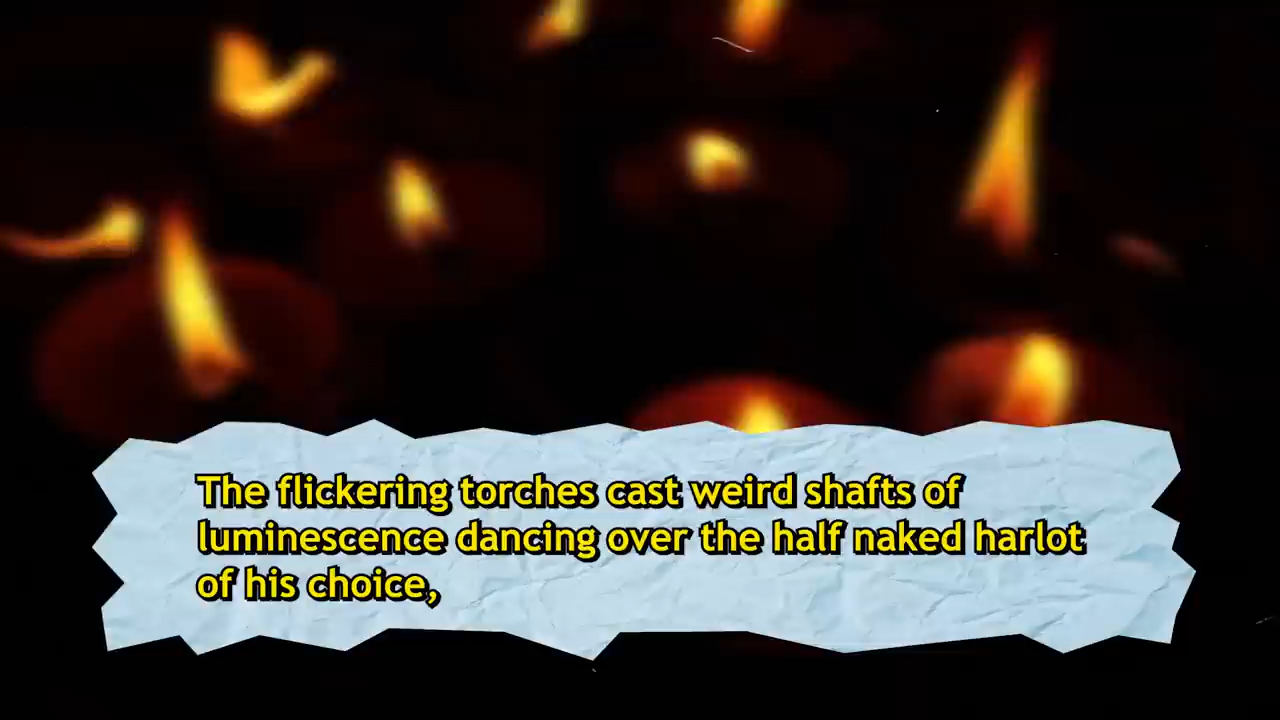 The flickering torches cast weird shafts of
luminescence dancing over the half naked harlot
of his choice,